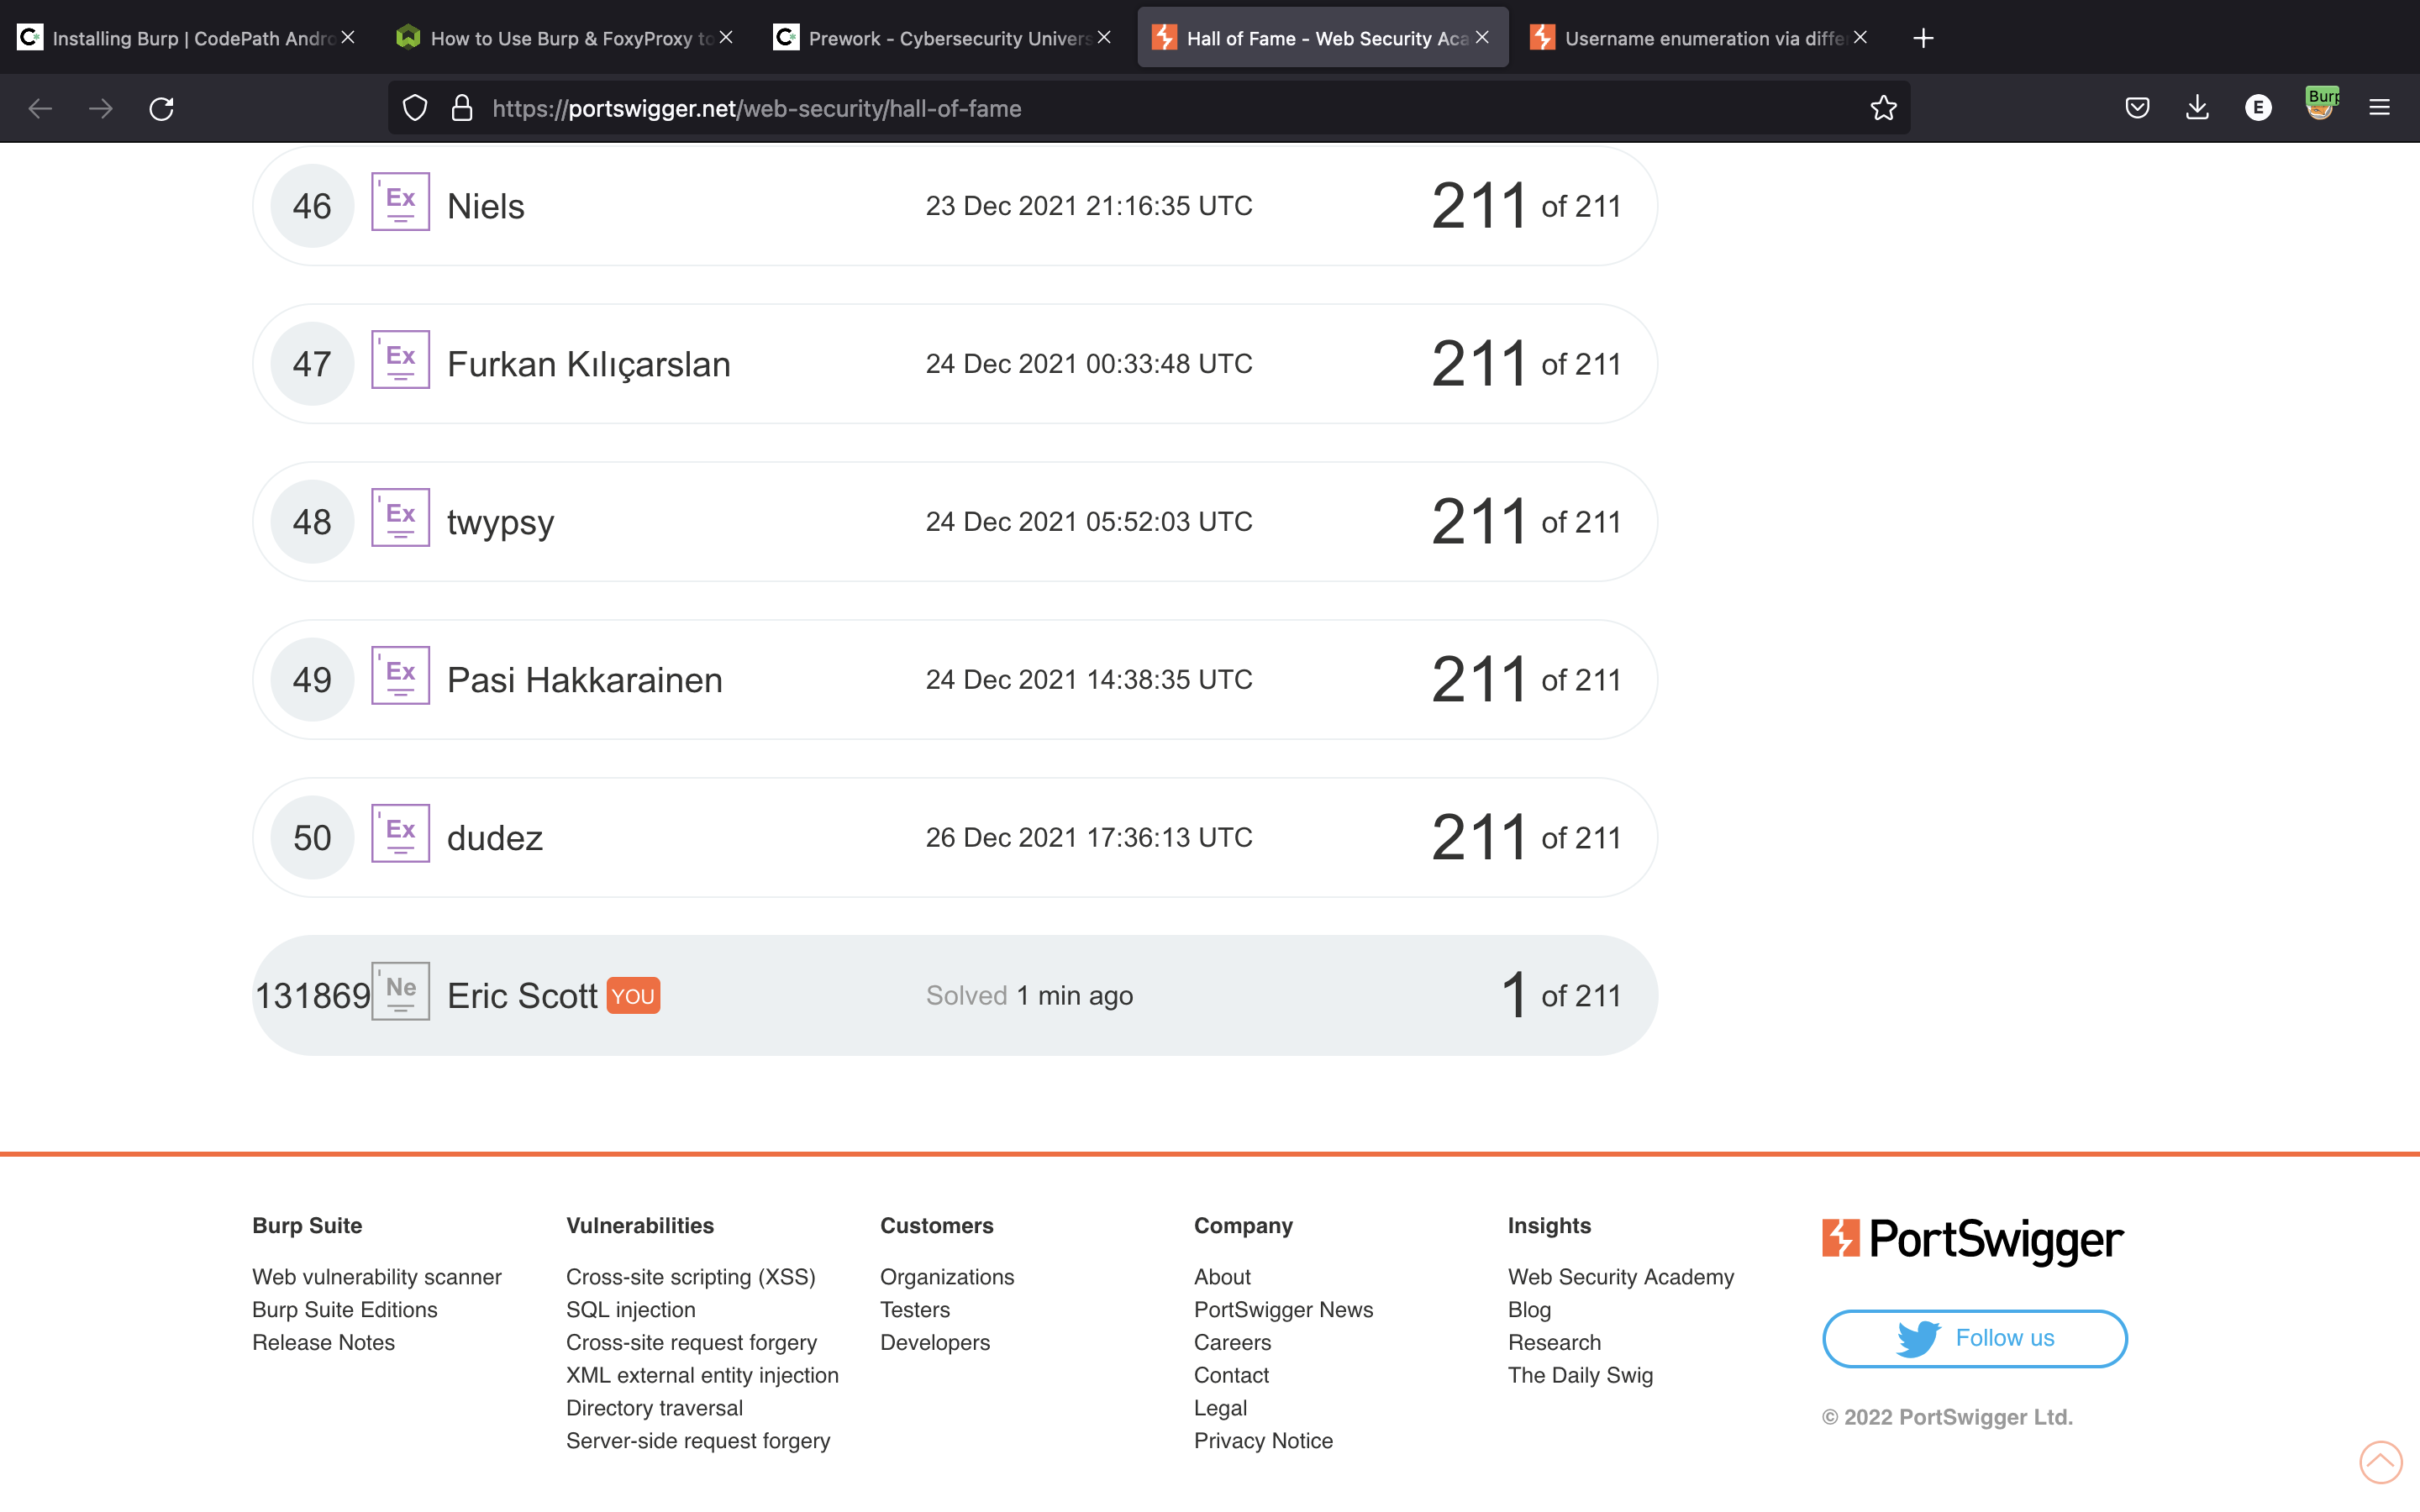 Installing Burp | CodePath Andro
How to Use Burp & FoxyProxy to
Prework - Cybersecurity Univers
Hall of Fame - Web Security Aca
Username enumeration via diffe
https://portswigger.net/web-security/hall-of-fame
E
Burp
46 Ex Niels 23 Dec 2021 21:16:35 UTC 211 of 211
47 Ex Furkan Kılıçarslan 24 Dec 2021 00:33:48 UTC 211 of 211
48 Ex twypsy 24 Dec 2021 05:52:03 UTC 211 of 211
49 Ex Pasi Hakkarainen 24 Dec 2021 14:38:35 UTC 211 of 211
50 Ex dudez 26 Dec 2021 17:36:13 UTC 211 of 211
131869 Ne Eric Scott YOU Solved 1 min ago 1 of 211
Burp Suite
Web vulnerability scanner
Burp Suite Editions
Release Notes
Vulnerabilities
Cross-site scripting (XSS)
SQL injection
Cross-site request forgery
XML external entity injection
Directory traversal
Server-side request forgery
Customers
Organizations
Testers
Developers
Company
About
PortSwigger News
Careers
Contact
Legal
Privacy Notice
Insights
Web Security Academy
Blog
Research
The Daily Swig
PortSwigger
Follow us
© 2022 PortSwigger Ltd.